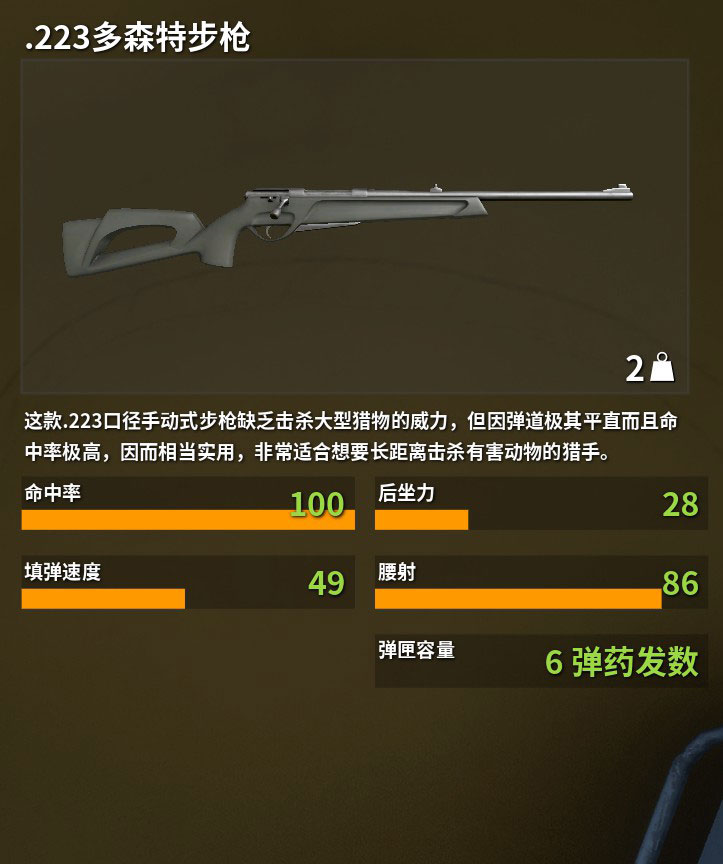 .223多森特步枪
2
这款.223口径手动式步枪缺乏击杀大型猎物的威力，但因弹道极其平直而且命
中率极高，因而相当实用，非常适合想要长距离击杀有害动物的猎手。
命中率 100
后坐力 28
填弹速度 49
腰射 86
弹匣容量 6 弹药发数